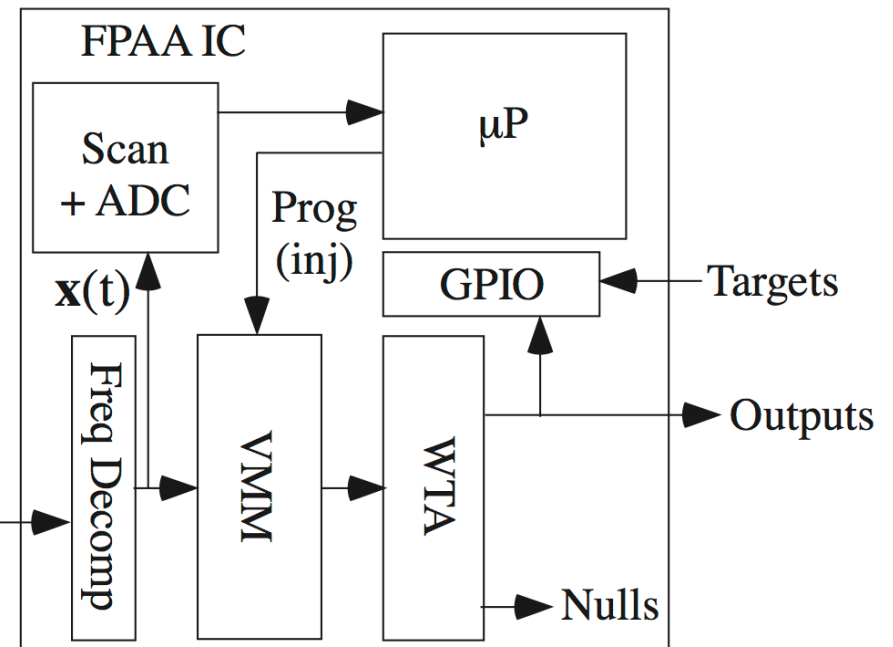 FPAA IC
Scan
+ ADC
µP
Prog
(inj)
x(t)
GPIO
Targets
Freq Decomp
VMM
WTA
Outputs
Nulls